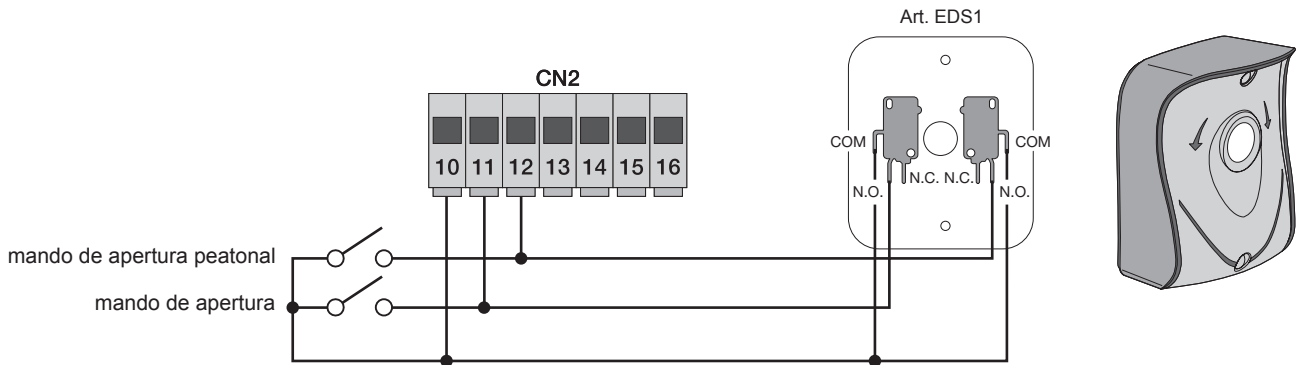 Art. EDS1
CN2
10 11 12 13 14 15 16
COM COM
N.O. N.C. N.C. N.O.
mando de apertura peatonal
mando de apertura